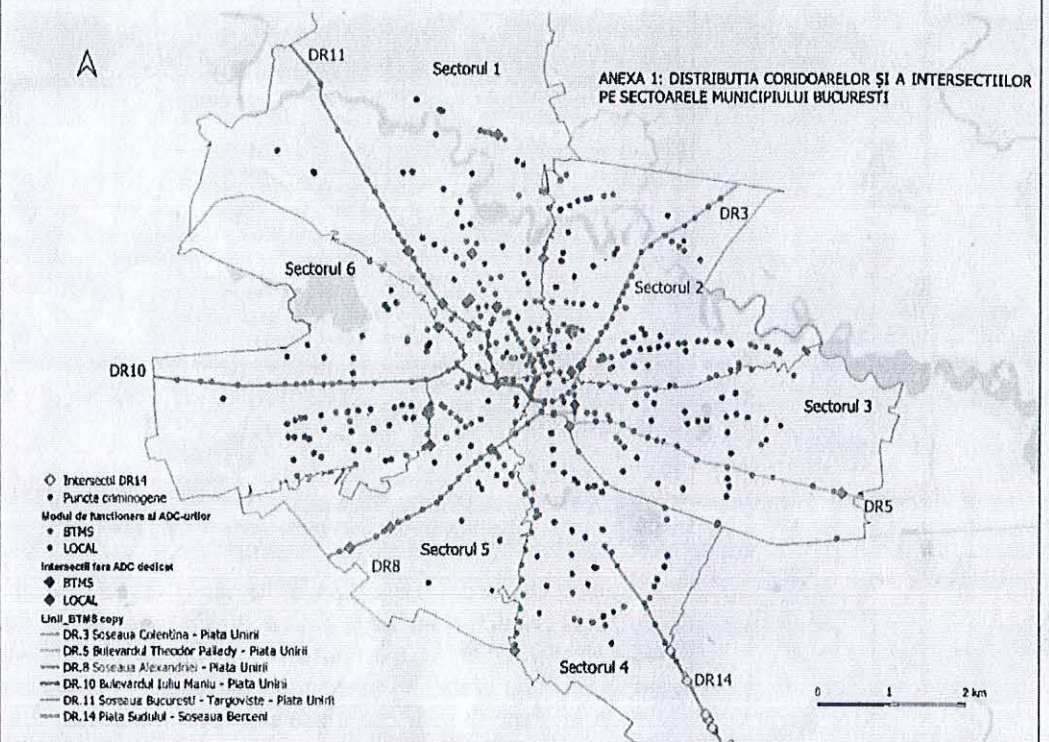 DR11
Sectorul 1
ANEXA 1: DISTRIBUTIA CORIDOARELOR ȘI A INTERSECTIILOR
PE SECTOARELE MUNICIPIULUI BUCURESTI
DR3
Sectorul 6
Sectorul 2
DR10
Sectorul 3
DR5
Sectorul 5
DR8
Sectorul 4
DR14
Intersectii DR14
Puncte criminogene
Modul de functionare al ADC-urilor
BTMS
LOCAL
Intersectii fara ADC dedicat
BTMS
LOCAL
Linii_BTMS copy
DR.3 Soseaua Colentina - Piata Unirii
DR.5 Bulevardul Theodor Pallady - Piata Unirii
DR.8 Soseaua Alexandriei - Piata Unirii
DR.10 Bulevardul Iuliu Maniu - Piata Unirii
DR.11 Soseaua Bucuresti - Targoviste - Piata Unirii
DR.14 Piata Sudului - Soseaua Berceni
0 1 2 km